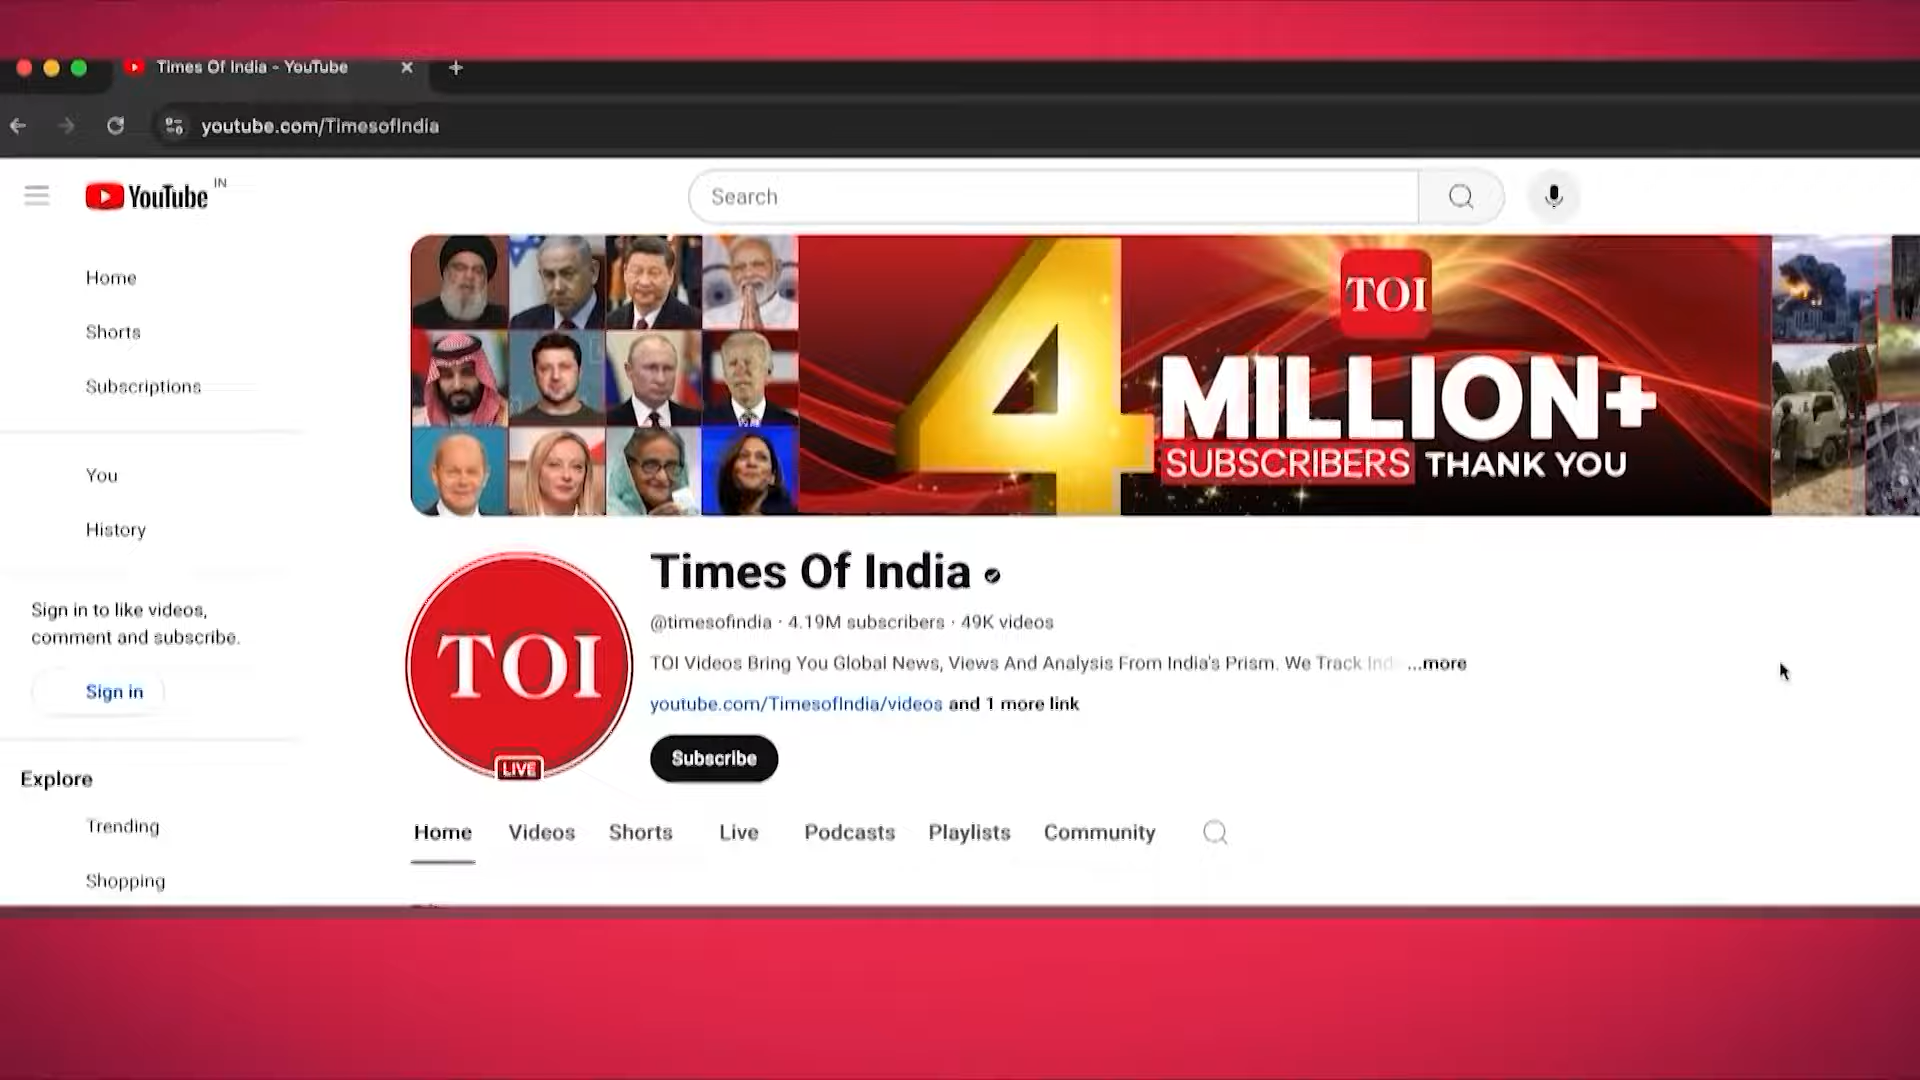 Times Of India - YouTube
youtube.com/TimesofIndia
YouTube IN
Search
Home
Shorts
Subscriptions
You
History
Sign in to like videos,
comment and subscribe.
Sign in
Explore
Trending
Shopping
4
TOI
MILLION+
SUBSCRIBERS THANK YOU
TOI
LIVE
Times Of India
@timesofindia · 4.19M subscribers · 49K videos
TOI Videos Bring You Global News, Views And Analysis From India's Prism. We Track ...more
youtube.com/TimesofIndia/videos and 1 more link
Subscribe
Home Videos Shorts Live Podcasts Playlists Community